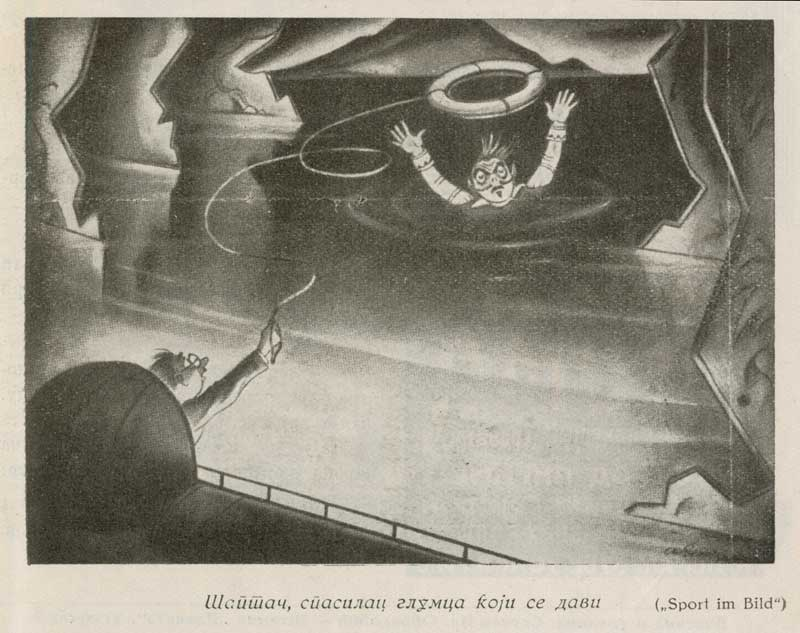 Шаптач, спасилац глумца који се дави („Sport im Bild“)